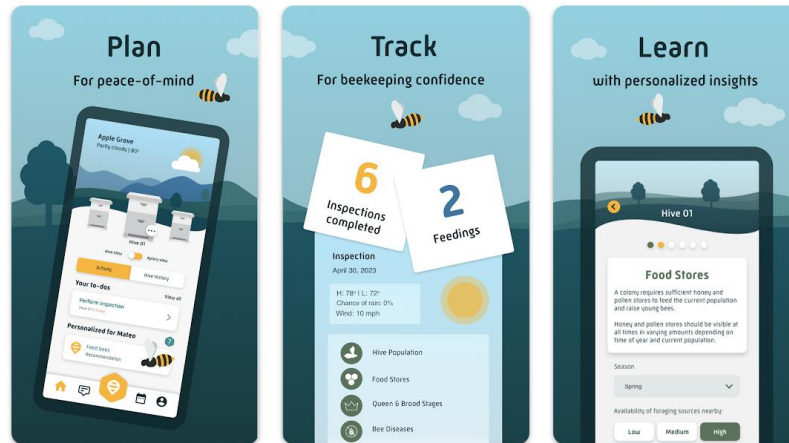 Plan
For peace-of-mind
Apple Grove
Partly cloudy | 80°
Hive 01
Hive view
Apiary view
Activity
Hive history
Your to-dos
View all
Perform inspection
Personalized for Mateo
?
Feed bees
Recommendation
Track
For beekeeping confidence
6
Inspections
completed
2
Feedings
Inspection
April 30, 2023
H: 78° | L: 72°
Chance of rain: 0%
Wind: 10 mph
Hive Population
Food Stores
Queen & Brood Stages
Bee Diseases
Learn
with personalized insights
Hive 01
Food Stores
A colony requires sufficient honey and
pollen stores to feed the current population
and raise young bees.
Honey and pollen stores should be visible at
all times in varying amounts depending on
time of year and current population.
Season
Spring
Availability of foraging sources nearby:
Low
Medium
High